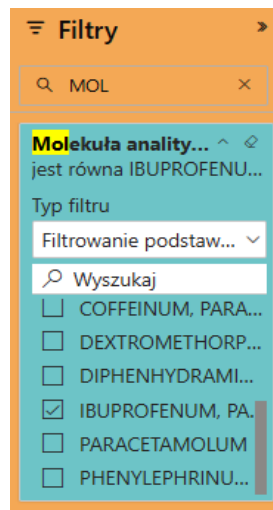 Filtry
MOL
Molekuła anality...
jest równa IBUPROFENU...
Typ filtru
Filtrowanie podstaw...
Wyszukaj
COFFEINUM, PARA...
DEXTROMETHORP...
DIPHENHYDRAMI...
IBUPROFENUM, PA...
PARACETAMOLUM
PHENYLEPHRINU...